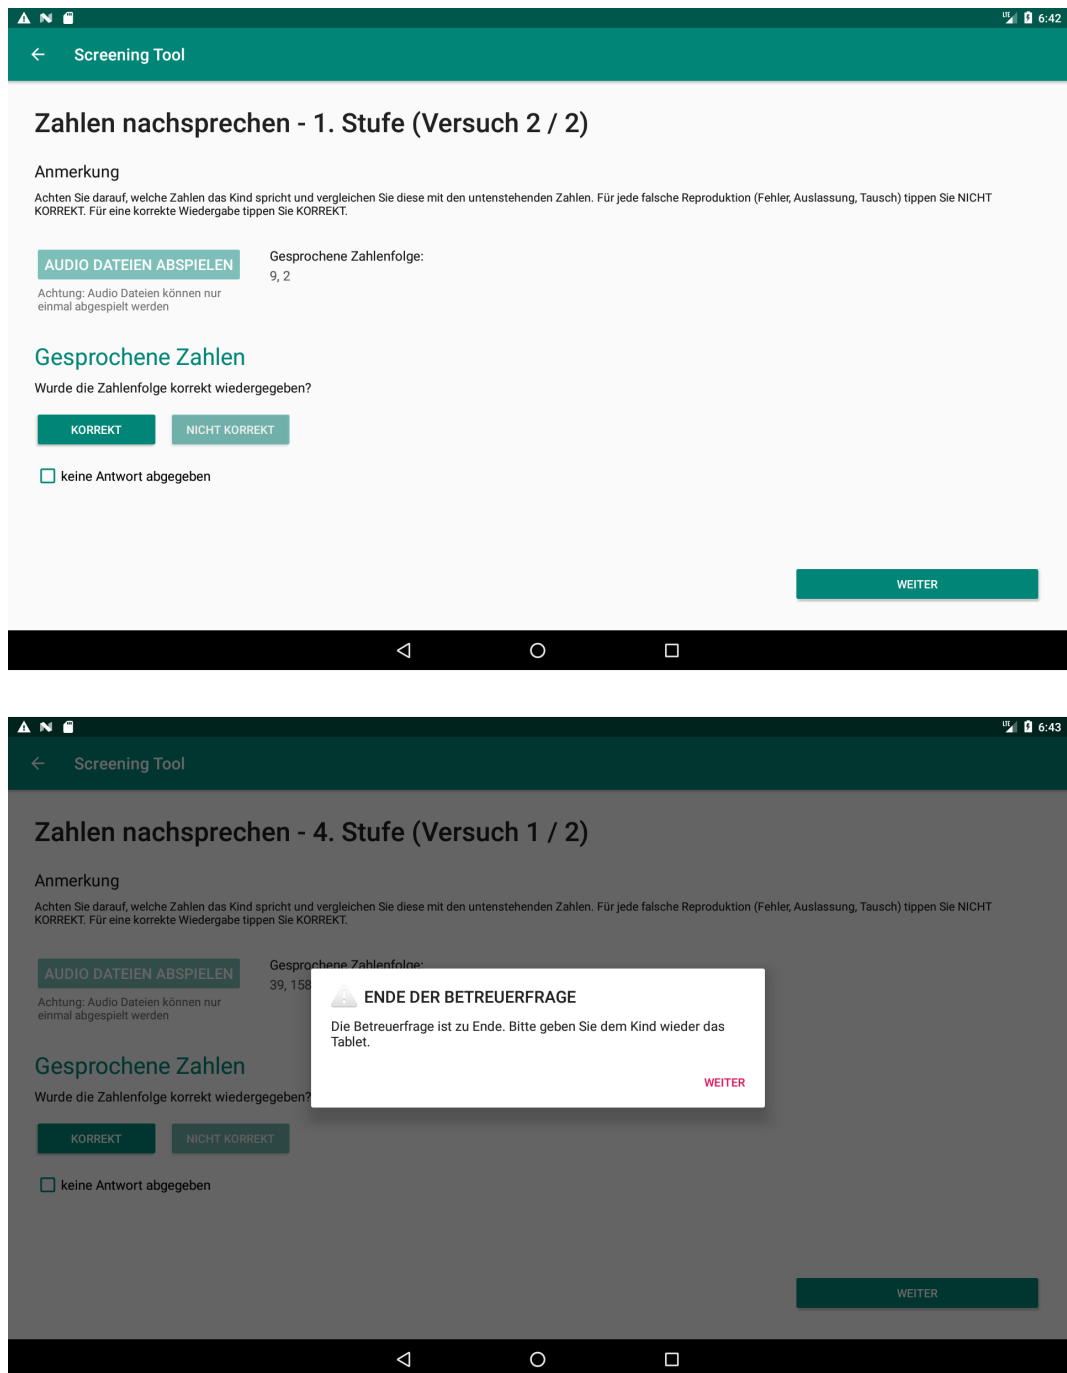 LTE 6:42
Screening Tool
Zahlen nachsprechen - 1. Stufe (Versuch 2 / 2)
Anmerkung
Achten Sie darauf, welche Zahlen das Kind spricht und vergleichen Sie diese mit den untenstehenden Zahlen. Für jede falsche Reproduktion (Fehler, Auslassung, Tausch) tippen Sie NICHT
KORREKT. Für eine korrekte Wiedergabe tippen Sie KORREKT.
AUDIO DATEIEN ABSPIELEN
Achtung: Audio Dateien können nur
einmal abgespielt werden
Gesprochene Zahlenfolge:
9, 2
Gesprochene Zahlen
Wurde die Zahlenfolge korrekt wiedergegeben?
KORREKT NICHT KORREKT
keine Antwort abgegeben
WEITER
LTE 6:43
Screening Tool
Zahlen nachsprechen - 4. Stufe (Versuch 1 / 2)
Anmerkung
Achten Sie darauf, welche Zahlen das Kind spricht und vergleichen Sie diese mit den untenstehenden Zahlen. Für jede falsche Reproduktion (Fehler, Auslassung, Tausch) tippen Sie NICHT
KORREKT. Für eine korrekte Wiedergabe tippen Sie KORREKT.
AUDIO DATEIEN ABSPIELEN
Achtung: Audio Dateien können nur
einmal abgespielt werden
Gesprochene Zahlenfolge:
39, 158
ENDE DER BETREUERFRAGE
Die Betreuerfrage ist zu Ende. Bitte geben Sie dem Kind wieder das
Tablet.
WEITER
Gesprochene Zahlen
Wurde die Zahlenfolge korrekt wiedergegeben?
KORREKT NICHT KORREKT
keine Antwort abgegeben
WEITER